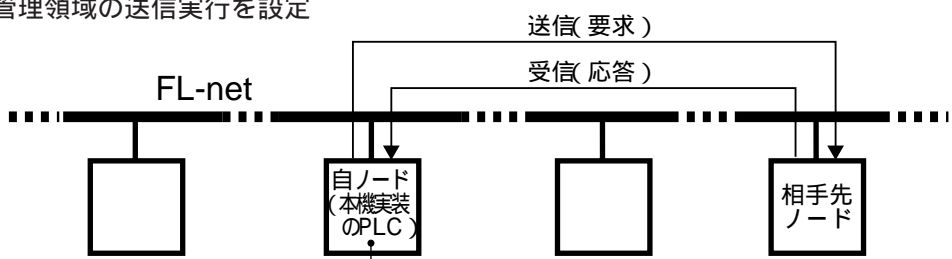 管理領域の送信実行を設定
送信(要求)
受信(応答)
FL-net
自ノード
(本機実装
のPLC)
相手先
ノード